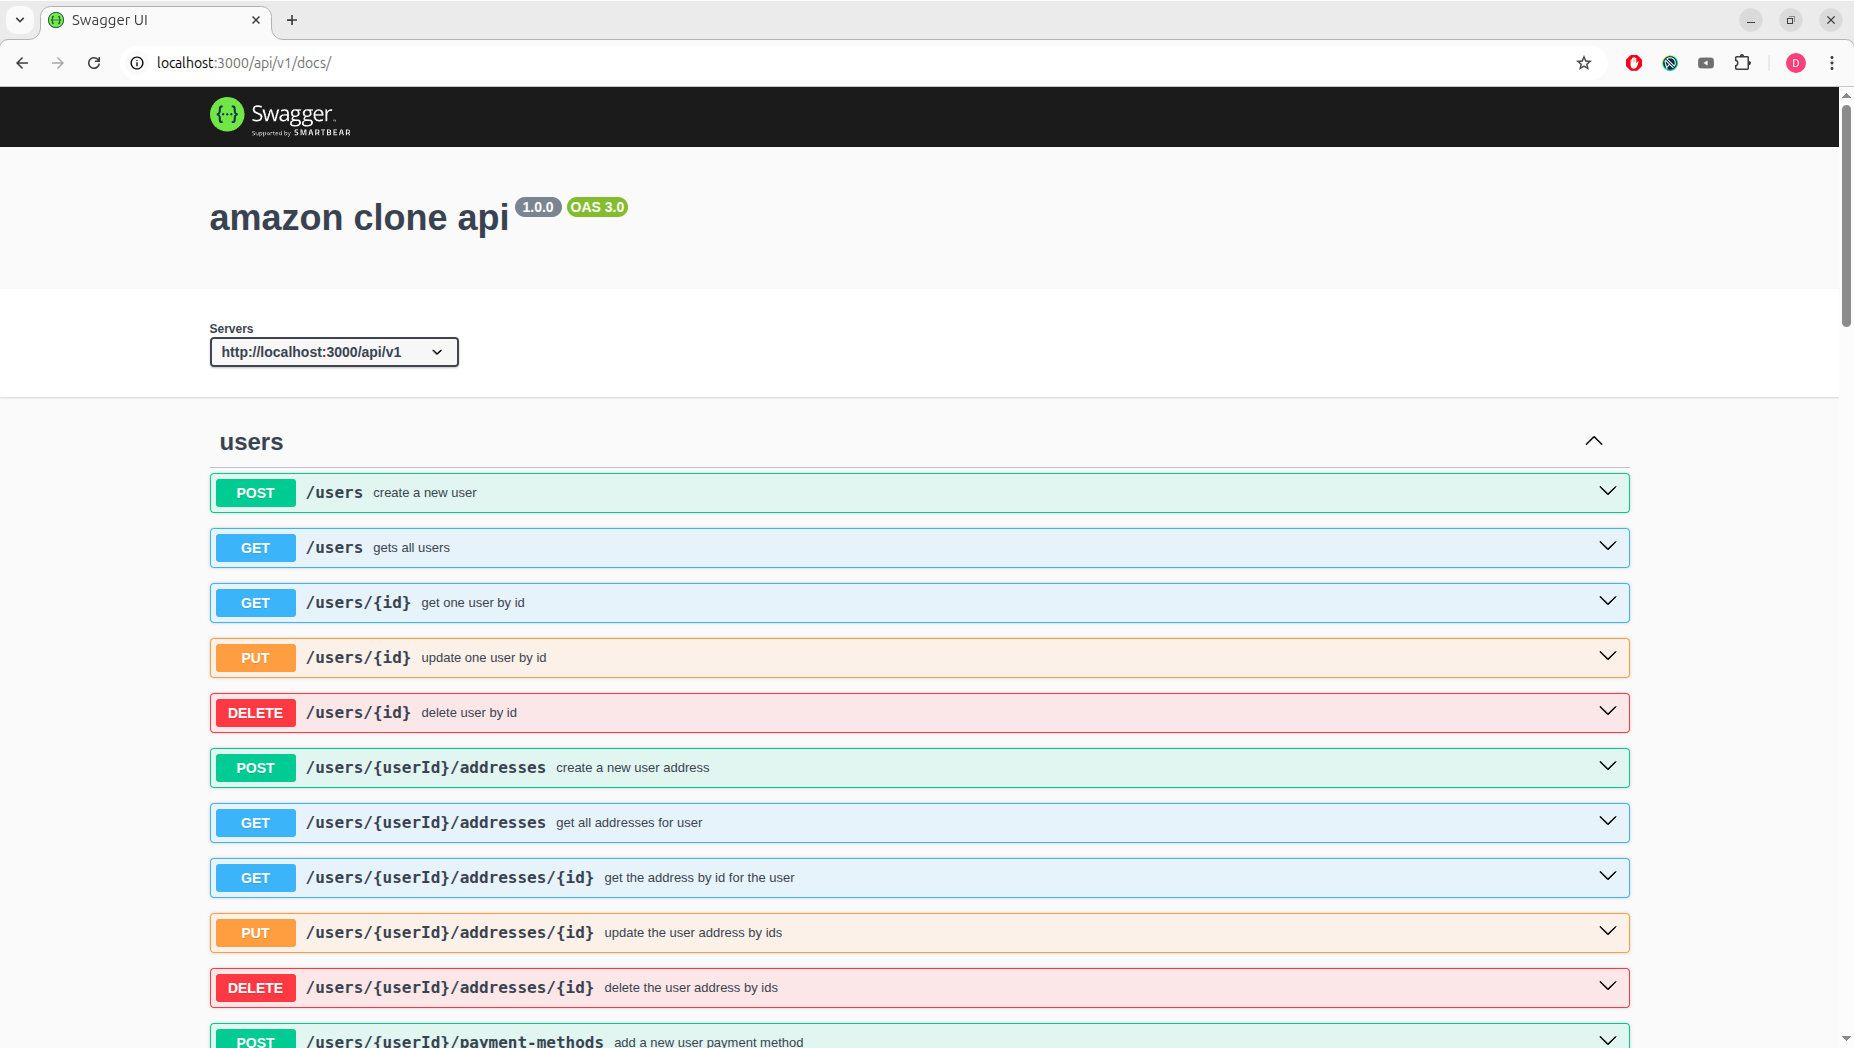 Swagger UI
localhost:3000/api/v1/docs/
D
{···} Swagger™
Supported by SMARTBEAR
amazon clone api 1.0.0 OAS 3.0
Servers
http://localhost:3000/api/v1
users
POST /users create a new user
GET /users gets all users
GET /users/{id} get one user by id
PUT /users/{id} update one user by id
DELETE /users/{id} delete user by id
POST /users/{userId}/addresses create a new user address
GET /users/{userId}/addresses get all addresses for user
GET /users/{userId}/addresses/{id} get the address by id for the user
PUT /users/{userId}/addresses/{id} update the user address by ids
DELETE /users/{userId}/addresses/{id} delete the user address by ids
POST /users/{userId}/payment-methods add a new user payment method